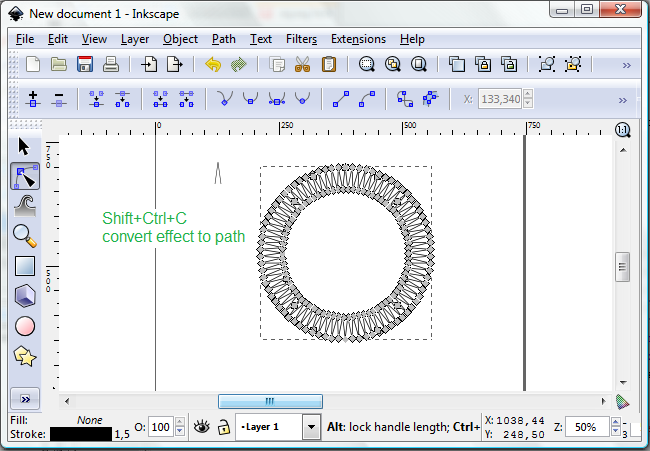 New document 1 - Inkscape
File Edit View Layer Object Path Text Filters Extensions Help
X: 133,340
0 250 500 750
1:1
750
500
Shift+Ctrl+C
convert effect to path
Fill: None
Stroke: 1,5
O: 100
•Layer 1
Alt: lock handle length; Ctrl+
X: 1038,44
Y: 248,50
Z: 50%